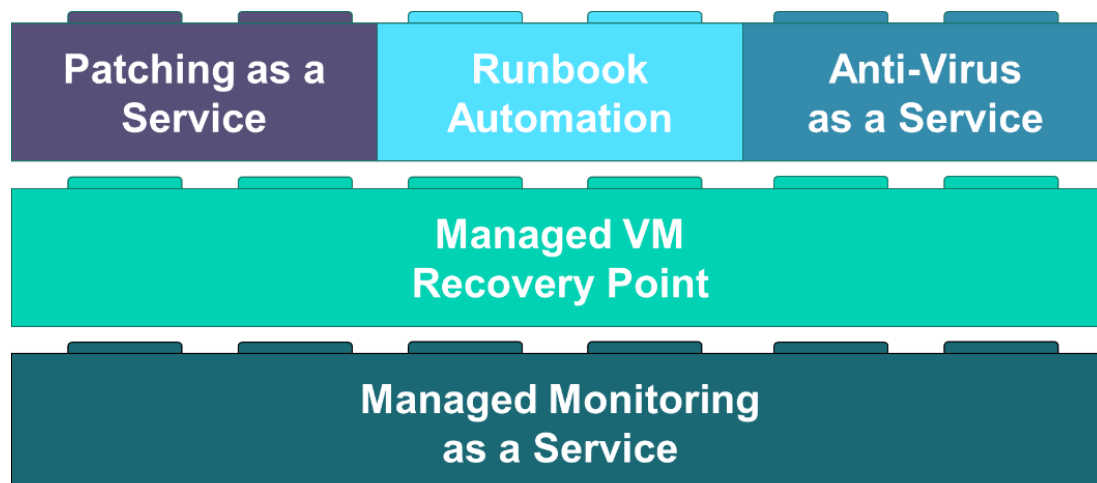 Patching as a
Service
Runbook
Automation
Anti-Virus
as a Service
Managed VM
Recovery Point
Managed Monitoring
as a Service